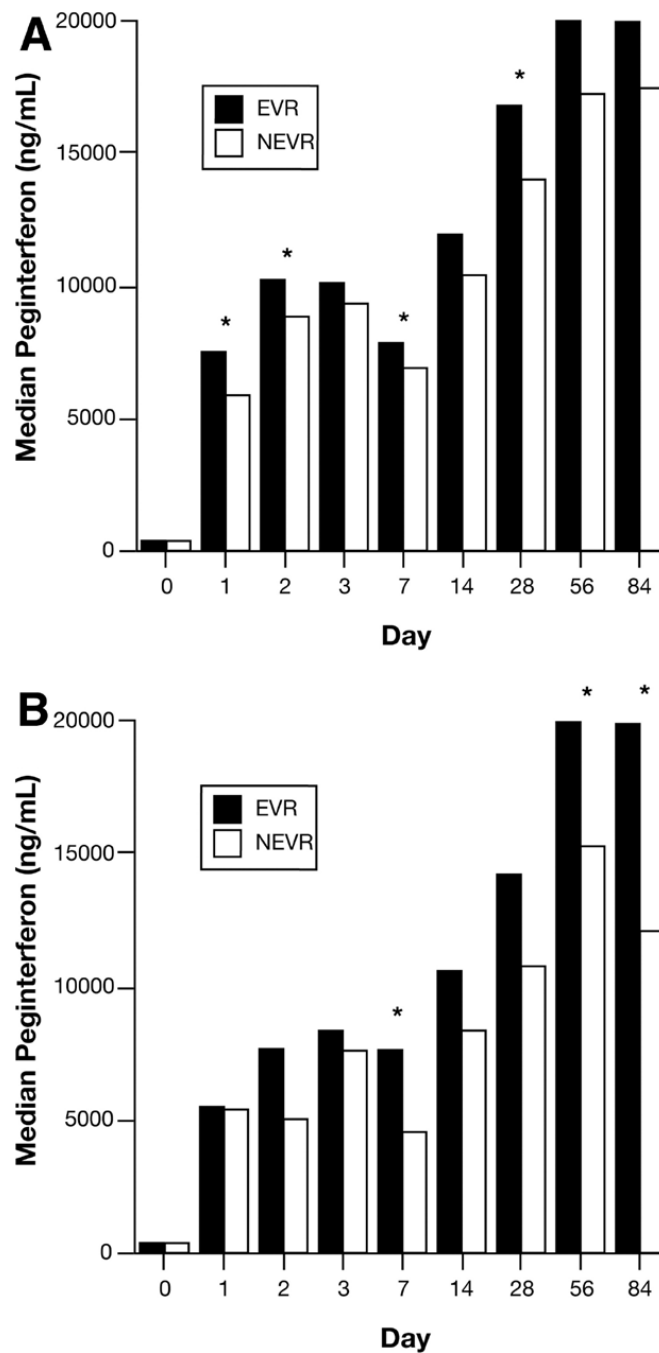 A
Median Peginterferon (ng/mL)
20000
15000
10000
5000
0
EVR
NEVR
*
*
*
*
0 1 2 3 7 14 28 56 84
Day
B
Median Peginterferon (ng/mL)
20000
15000
10000
5000
0
EVR
NEVR
*
*
*
0 1 2 3 7 14 28 56 84
Day